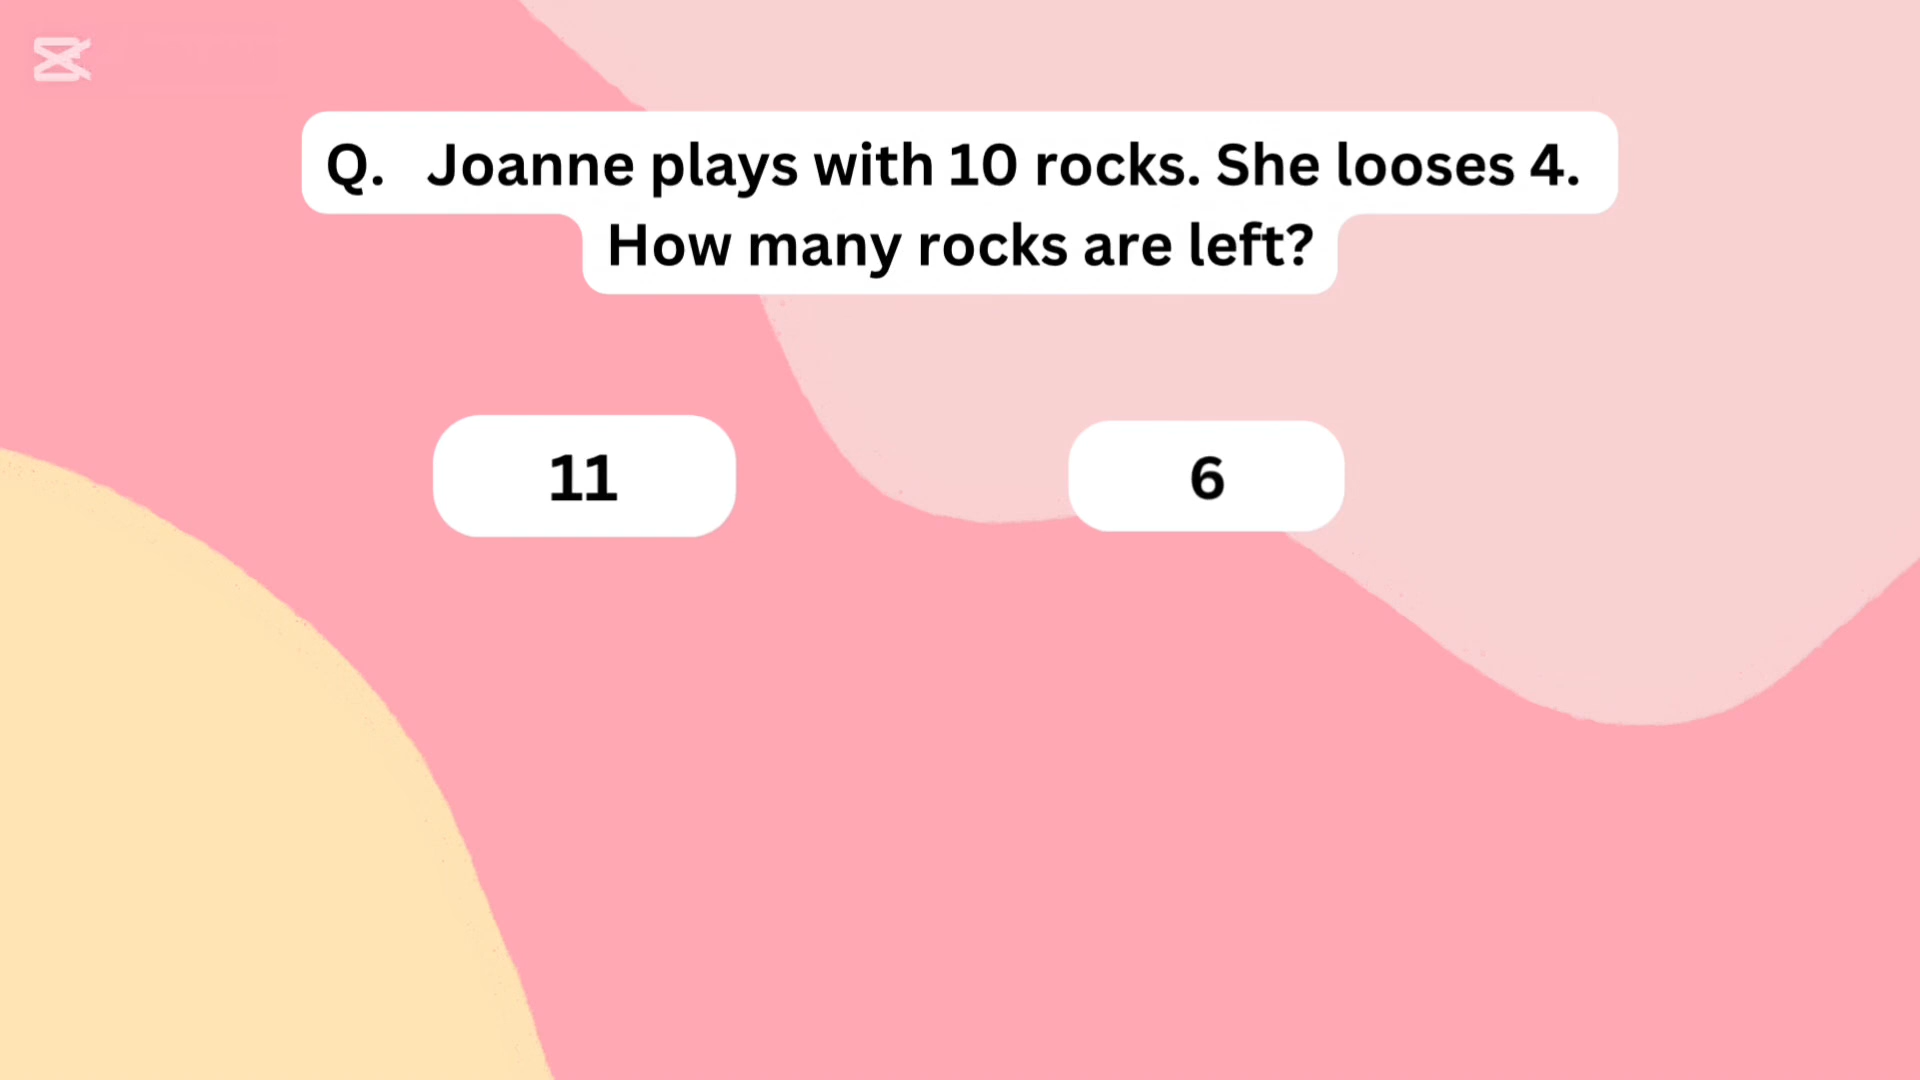 Q. Joanne plays with 10 rocks. She looses 4.
How many rocks are left?
11
6